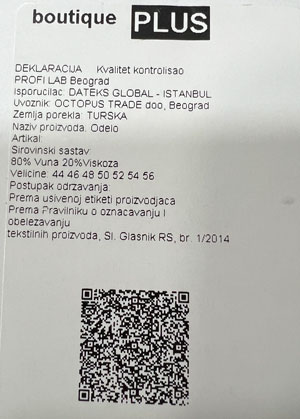 boutique PLUS
DEKLARACIJA Kvalitet kontrolisao
PROFI LAB Beograd
Isporucilac: DATEKS GLOBAL - ISTANBUL
Uvoznik: OCTOPUS TRADE doo, Beograd
Zemlja porekla: TURSKA
Naziv proizvoda: Odelo
Artikal:
Sirovinski sastav:
80% Vuna 20%Viskoza
Velicine: 44 46 48 50 52 54 56
Postupak odrzavanja:
Prema usivenoj etiketi proizvodjaca
Prema Pravilniku o oznacavanju I
obelezavanju
tekstilnih proizvoda, Sl. Glasnik RS, br. 1/2014